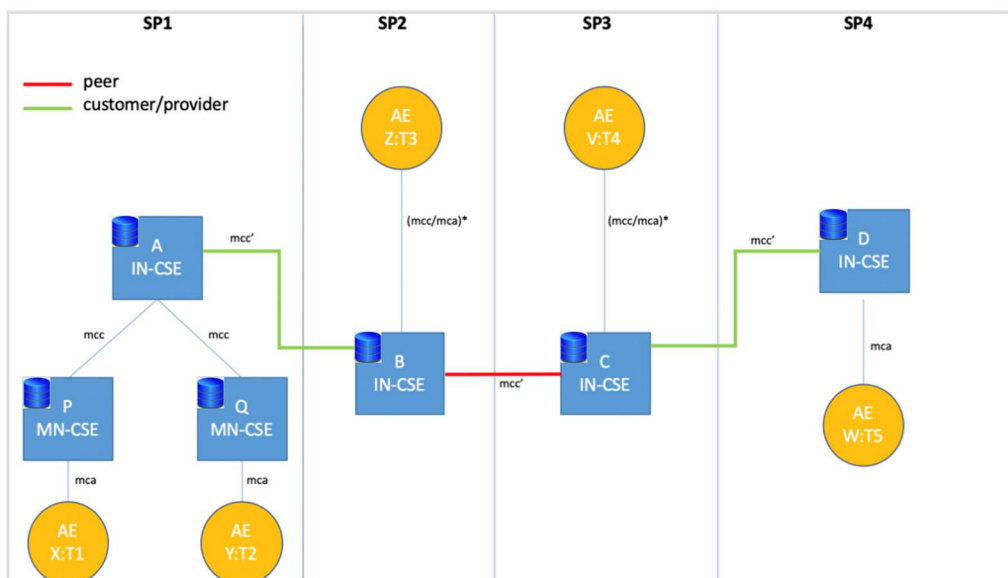 SP1
SP2
SP3
SP4
peer
customer/provider
AE
Z:T3
AE
V:T4
(mcc/mca)*
(mcc/mca)*
A
IN-CSE
mcc’
mcc’
D
IN-CSE
mcc
mcc
B
IN-CSE
mcc’
C
IN-CSE
mca
P
MN-CSE
Q
MN-CSE
AE
W:T5
mca
mca
AE
X:T1
AE
Y:T2